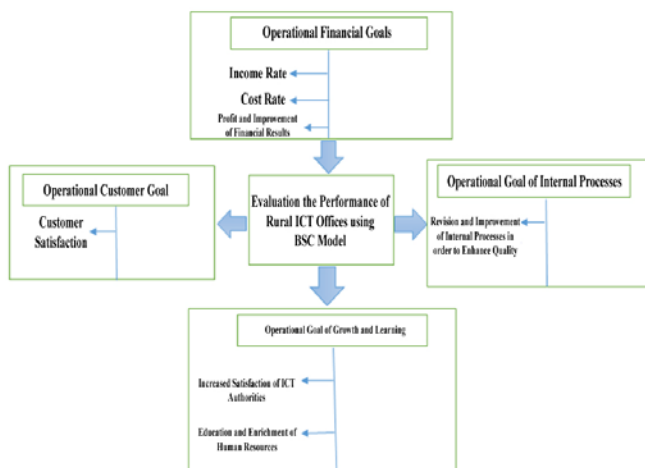 Operational Financial Goals
Income Rate
Cost Rate
Profit and Improvement
of Financial Results
Operational Customer Goal
Customer
Satisfaction
Evaluation the Performance of
Rural ICT Offices using
BSC Model
Operational Goal of Internal Processes
Revision and Improvement
of Internal Processes in
order to Enhance Quality
Operational Goal of Growth and Learning
Increased Satisfaction of ICT
Authorities
Education and Enrichment of
Human Resources